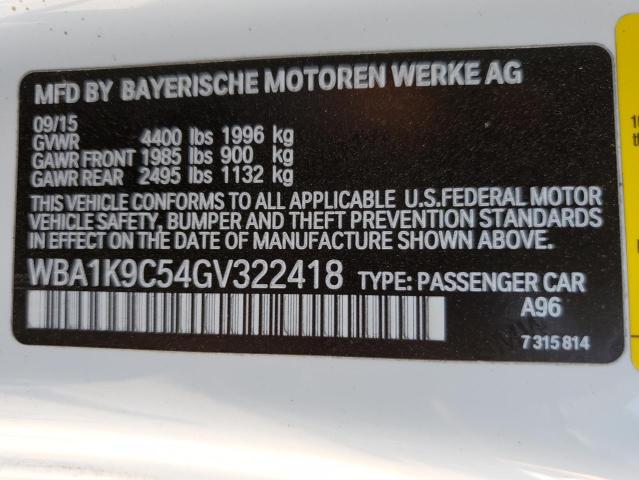 MFD BY BAYERISCHE MOTOREN WERKE AG
09/15
GVWR 4400 lbs 1996 kg
GAWR FRONT 1985 lbs 900 kg
GAWR REAR 2495 lbs 1132 kg
THIS VEHICLE CONFORMS TO ALL APPLICABLE U.S.FEDERAL MOTOR
VEHICLE SAFETY, BUMPER AND THEFT PREVENTION STANDARDS
IN EFFECT ON THE DATE OF MANUFACTURE SHOWN ABOVE.
WBA1K9C54GV322418 TYPE: PASSENGER CAR
A96
7 315 814